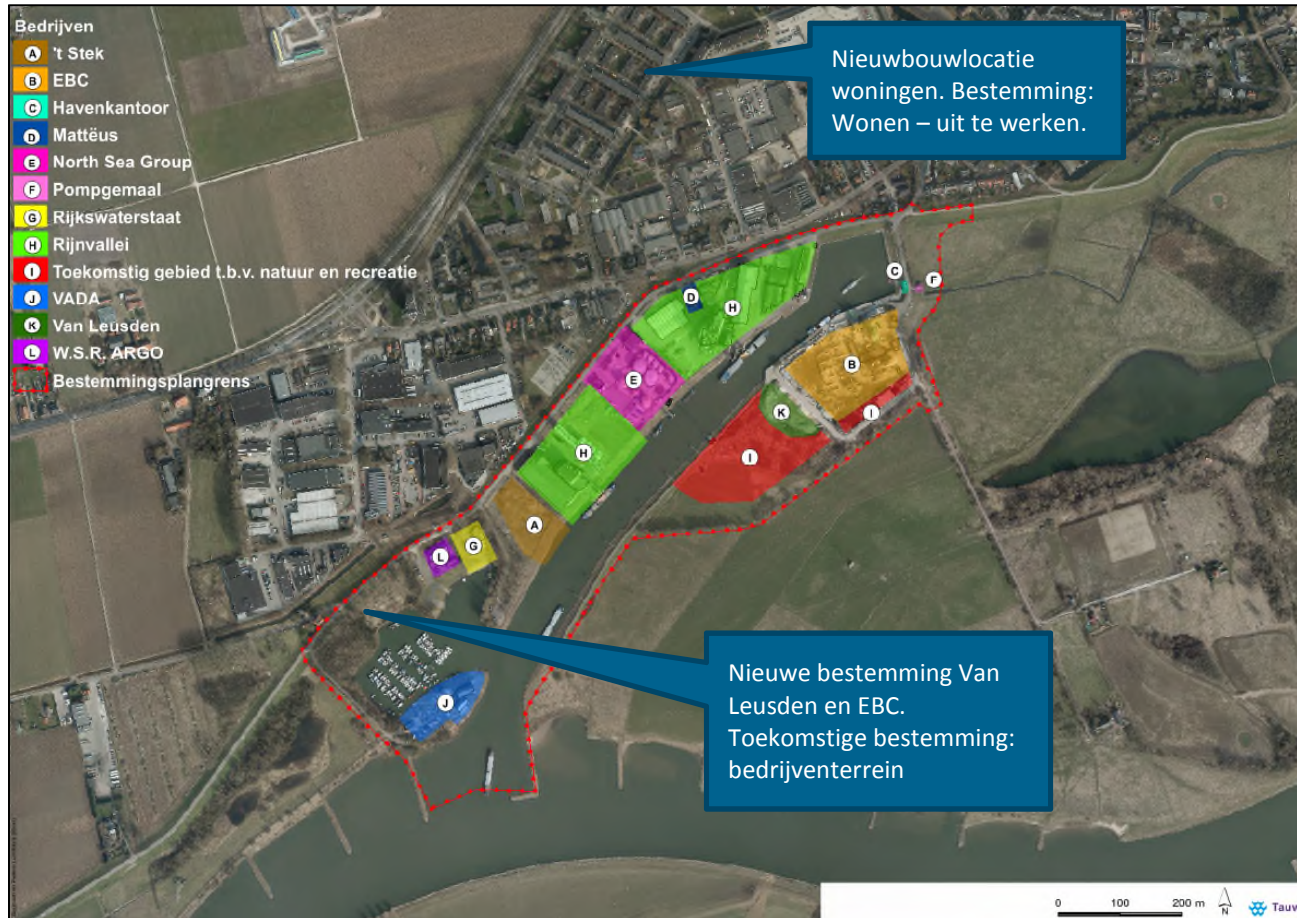 Bedrijven
A 't Stek
B EBC
C Havenkantoor
D Mattëus
E North Sea Group
F Pompgemaal
G Rijkswaterstaat
H Rijnvallei
I Toekomstig gebied t.b.v. natuur en recreatie
J VADA
K Van Leusden
L W.S.R. ARGO
Bestemmingsplangrens
Nieuwbouwlocatie
woningen. Bestemming:
Wonen – uit te werken.
C
F
D
H
B
E
K
I
I
H
A
G
L
J
Nieuwe bestemming Van
Leusden en EBC.
Toekomstige bestemming:
bedrijventerrein
0 100 200 m
N
Tauw